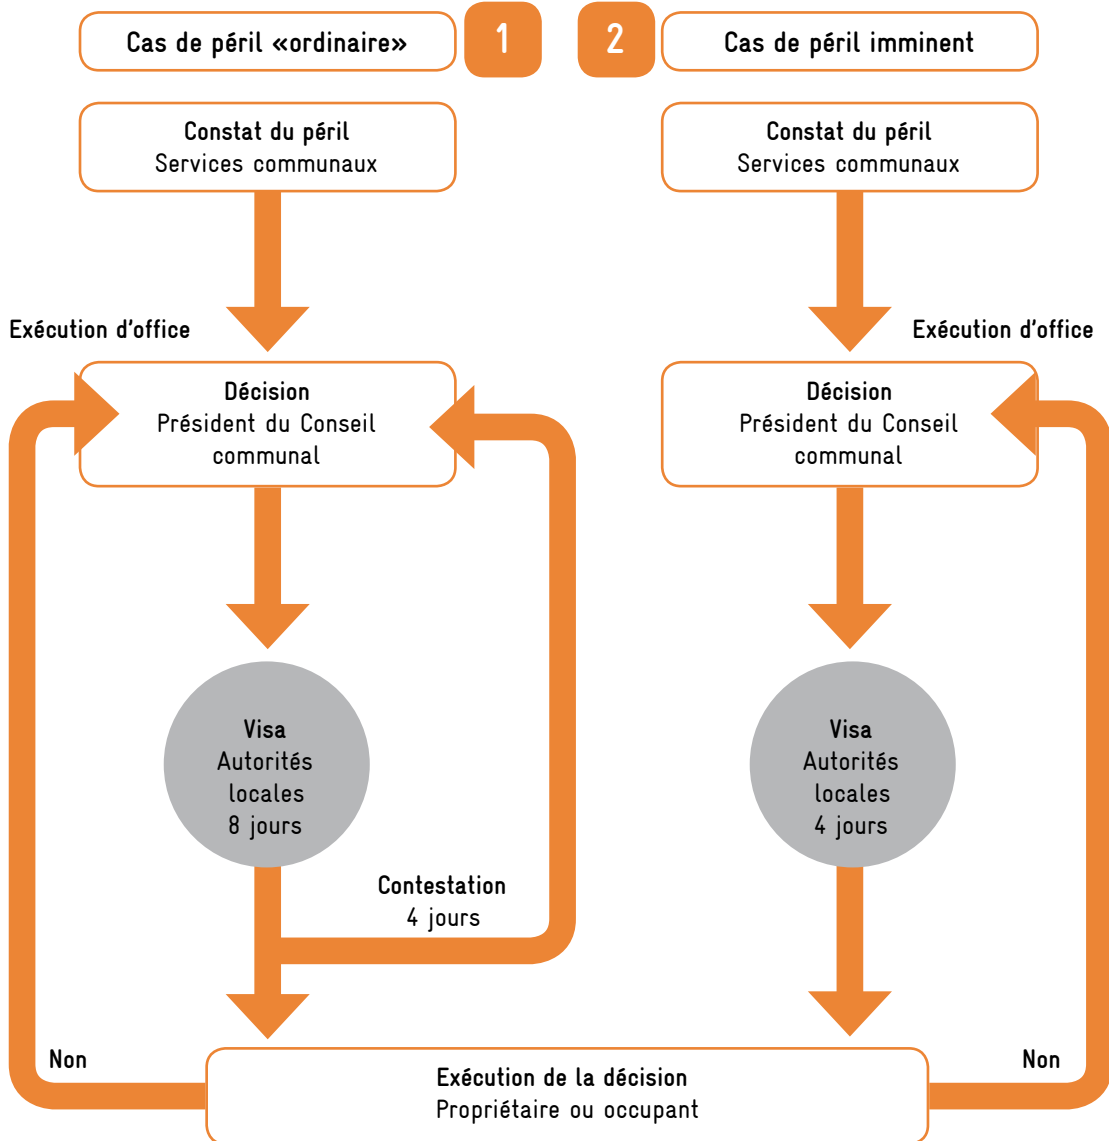 Cas de péril «ordinaire»
1
2
Cas de péril imminent
Constat du péril
Services communaux
Constat du péril
Services communaux
Exécution d'office
Exécution d'office
Décision
Président du Conseil
communal
Décision
Président du Conseil
communal
Visa
Autorités
locales
8 jours
Visa
Autorités
locales
4 jours
Contestation
4 jours
Non
Non
Exécution de la décision
Propriétaire ou occupant